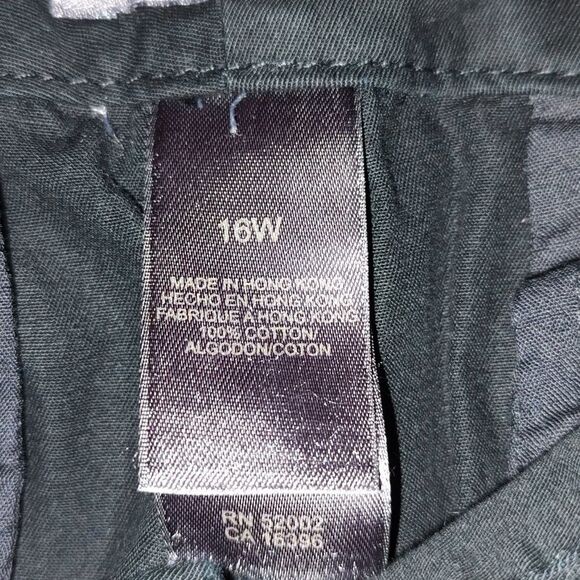 16W
MADE IN HONG KONG
HECHO EN HONG KONG
FABRIQUE A HONG KONG
100% COTTON/
ALGODON/COTON
RN 52002
CA 16396